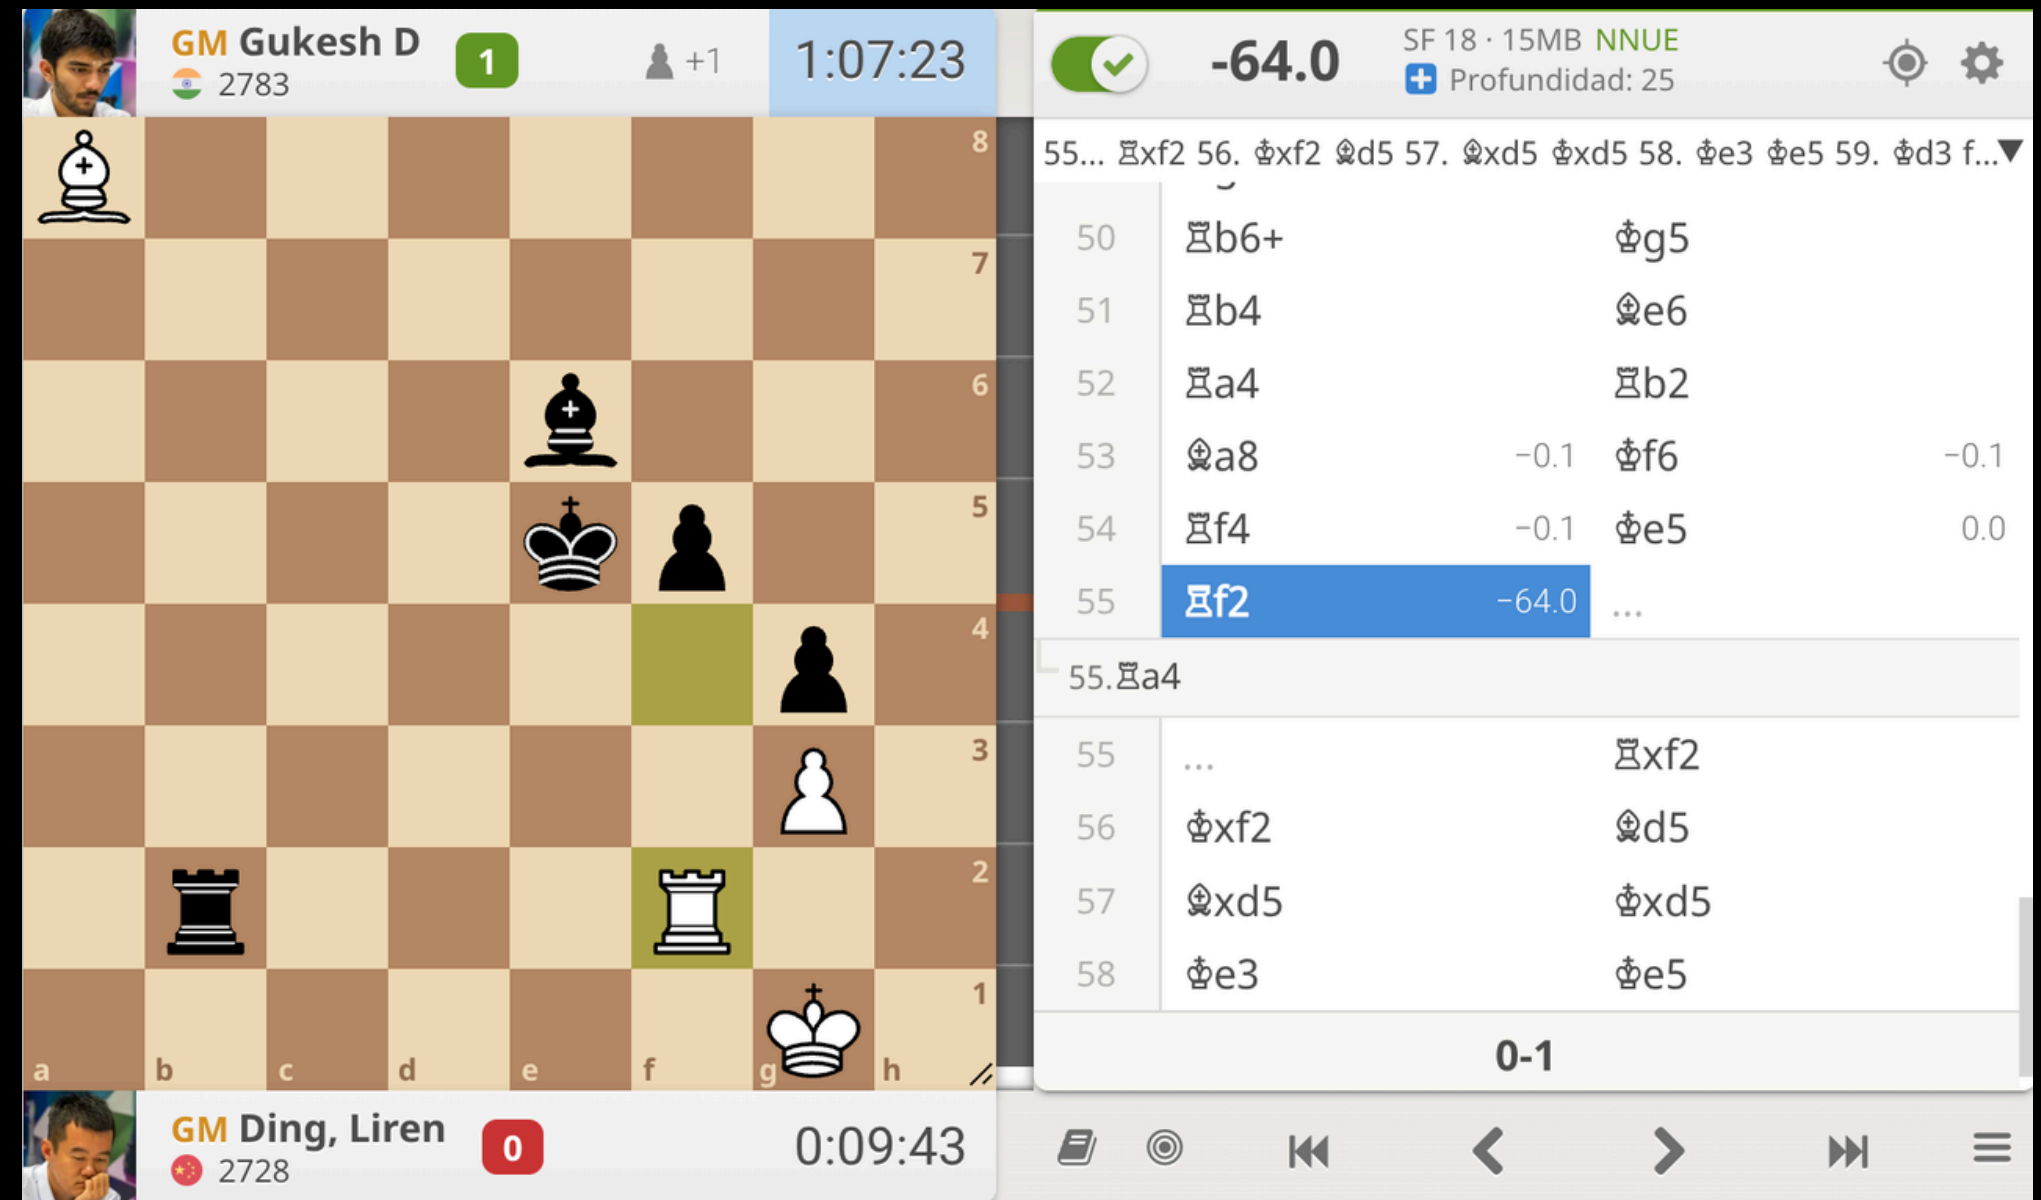 GM Gukesh D 1 +1 1:07:23
2783
-64.0 SF 18 · 15MB NNUE
Profundidad: 25
55... ♖xf2 56. ♔xf2 ♗d5 57. ♗xd5 ♔xd5 58. ♔e3 ♔e5 59. ♔d3 f...▼
50 ♖b6+ ♔g5
51 ♖b4 ♗e6
52 ♖a4 ♖b2
53 ♗a8 −0.1 ♔f6 −0.1
54 ♖f4 −0.1 ♔e5 0.0
55 ♖f2 −64.0 ...
55.♖a4
55 ... ♖xf2
56 ♔xf2 ♗d5
57 ♗xd5 ♔xd5
58 ♔e3 ♔e5
0-1
8
7
6
5
4
3
2
1
a b c d e f g h
GM Ding, Liren 0 0:09:43
2728